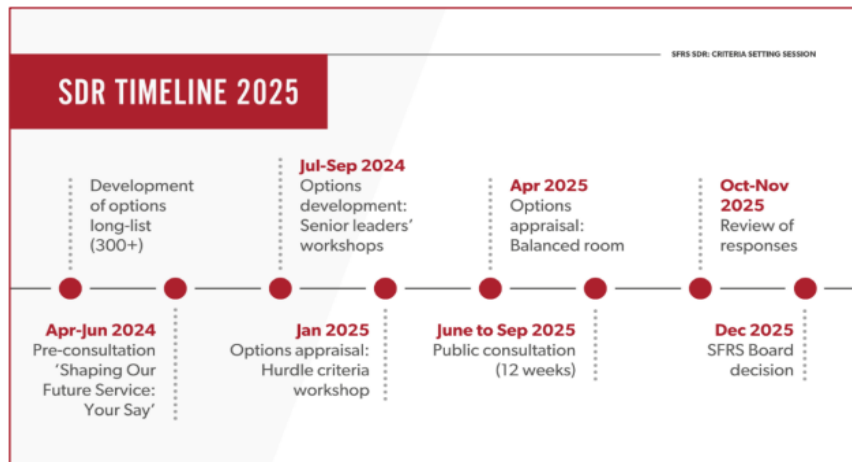 SFRS SDR: CRITERIA SETTING SESSION
SDR TIMELINE 2025
Development
of options
long-list
(300+)
Apr-Jun 2024
Pre-consultation
‘Shaping Our
Future Service:
Your Say’
Jul-Sep 2024
Options
development:
Senior leaders’
workshops
Jan 2025
Options appraisal:
Hurdle criteria
workshop
Apr 2025
Options
appraisal:
Balanced room
June to Sep 2025
Public consultation
(12 weeks)
Oct-Nov
2025
Review of
responses
Dec 2025
SFRS Board
decision